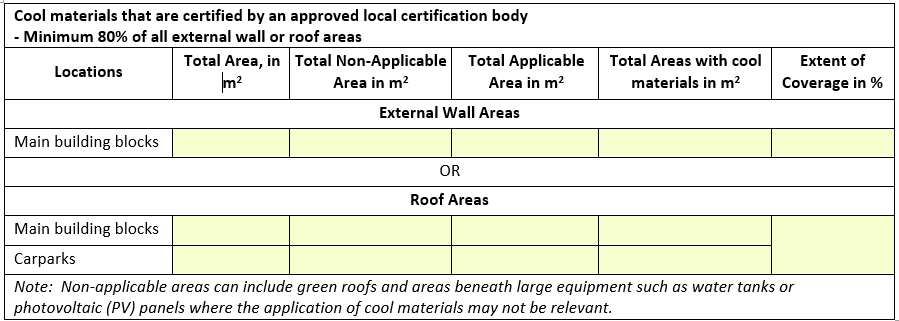 Cool materials that are certified by an approved local certification body
- Minimum 80% of all external wall or roof areas
Locations
Total Area, in
m²
Total Non-Applicable
Area in m²
Total Applicable
Area in m²
Total Areas with cool
materials in m²
Extent of
Coverage in %
External Wall Areas
Main building blocks
OR
Roof Areas
Main building blocks
Carparks
Note:  Non-applicable areas can include green roofs and areas beneath large equipment such as water tanks or
photovoltaic (PV) panels where the application of cool materials may not be relevant.